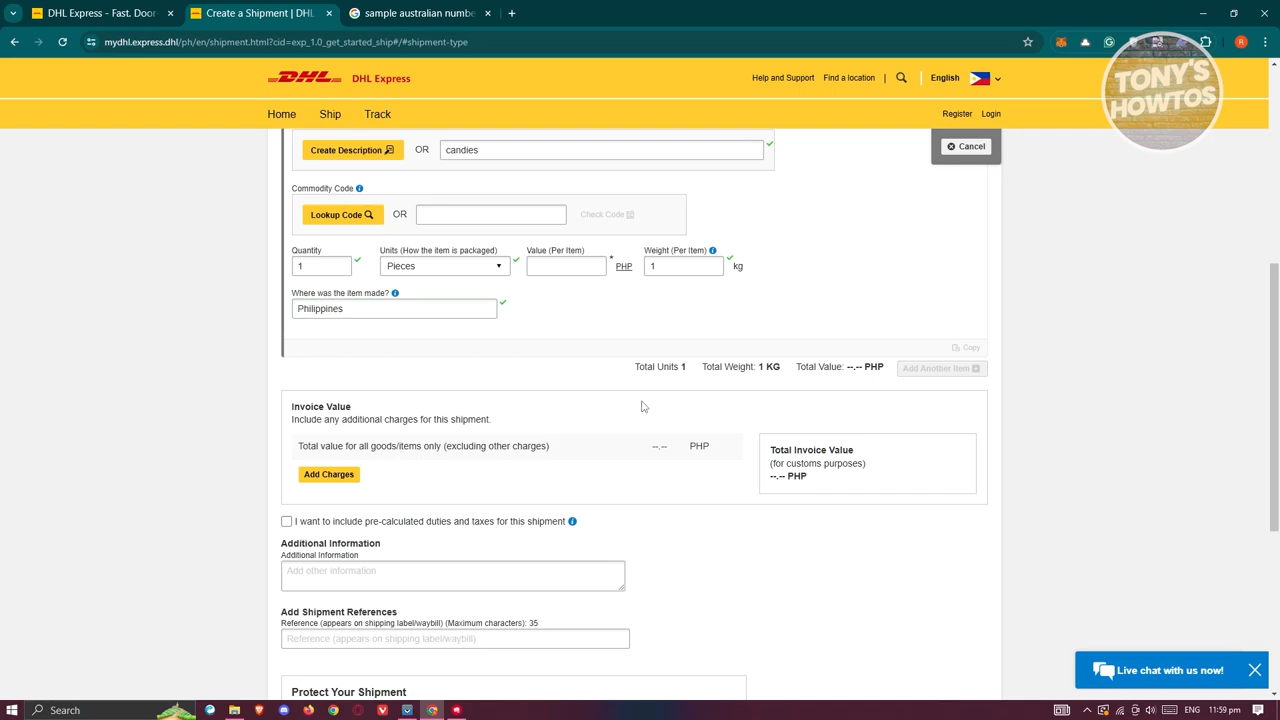 DHL Express - Fast. Door
Create a Shipment | DHL
sample australian numbe
mydhl.express.dhl/ph/en/shipment.html?cid=exp_1.0_get_started_ship#/#shipment-type
DHL DHL Express
Help and Support Find a location | English
TONY'S
HOWTOS
Home Ship Track
Register Login
Create Description OR candies
Cancel
Commodity Code
Lookup Code OR Check Code
Quantity Units (How the item is packaged) Value (Per Item) Weight (Per Item)
1 Pieces * PHP 1 kg
Where was the item made?
Philippines
Copy
Total Units 1 Total Weight: 1 KG Total Value: --.-- PHP Add Another Item
Invoice Value
Include any additional charges for this shipment.
Total value for all goods/items only (excluding other charges) --.-- PHP
Total Invoice Value
(for customs purposes)
--.-- PHP
Add Charges
I want to include pre-calculated duties and taxes for this shipment
Additional Information
Additional Information
Add other information
Add Shipment References
Reference (appears on shipping label/waybill) (Maximum characters): 35
Reference (appears on shipping label/waybill)
Live chat with us now!
Protect Your Shipment
Search
ENG 11:59 pm